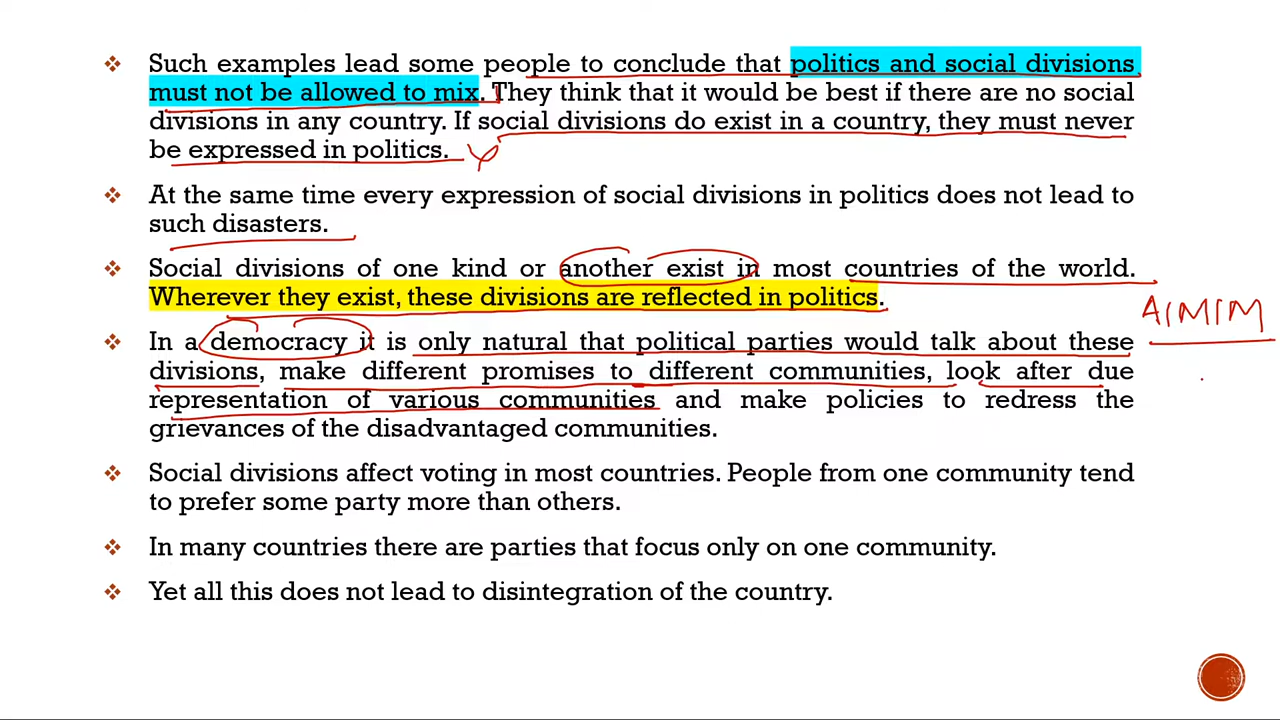 Such examples lead some people to conclude that politics and social divisions
must not be allowed to mix. They think that it would be best if there are no social
divisions in any country. If social divisions do exist in a country, they must never
be expressed in politics.
At the same time every expression of social divisions in politics does not lead to
such disasters.
Social divisions of one kind or another exist in most countries of the world.
Wherever they exist, these divisions are reflected in politics.
AIMIM
In a democracy it is only natural that political parties would talk about these
divisions, make different promises to different communities, look after due
representation of various communities and make policies to redress the
grievances of the disadvantaged communities.
Social divisions affect voting in most countries. People from one community tend
to prefer some party more than others.
In many countries there are parties that focus only on one community.
Yet all this does not lead to disintegration of the country.